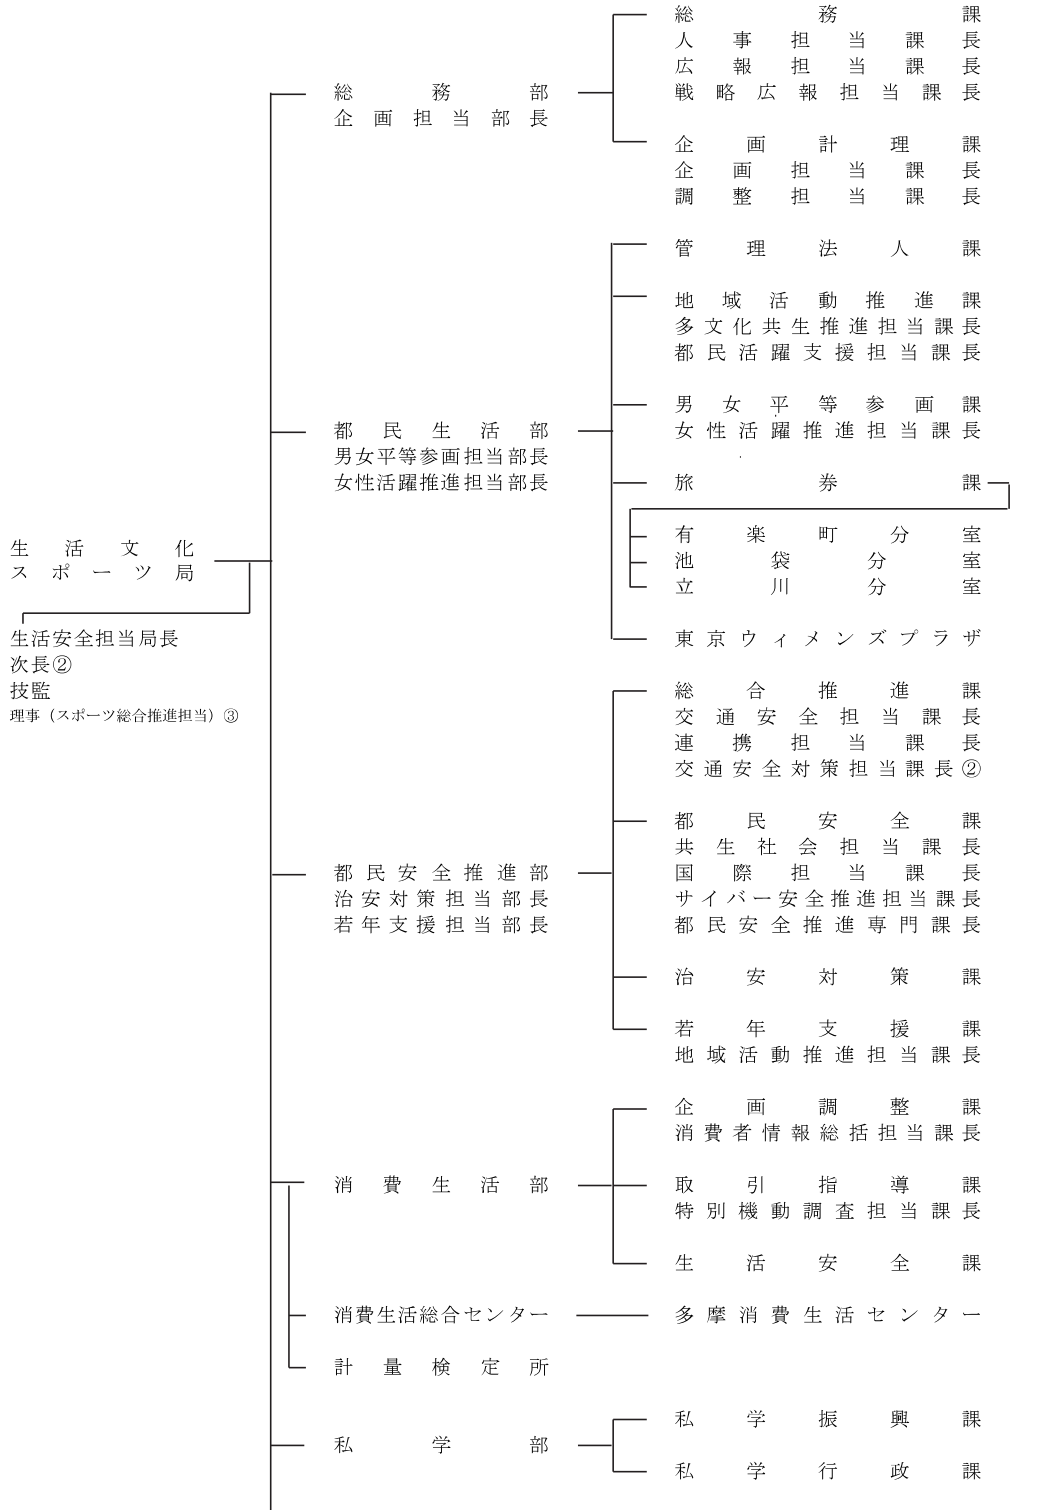 生活文化
スポーツ局
生活安全担当局長
次長②
技監
理事（スポーツ総合推進担当）③
総務部
企画担当部長
総務課
人事担当課長
広報担当課長
戦略広報担当課長
企画計理課
企画担当課長
調整担当課長
都民生活部
男女平等参画担当部長
女性活躍推進担当部長
管理法人課
地域活動推進課
多文化共生推進担当課長
都民活躍支援担当課長
男女平等参画課
女性活躍推進担当課長
旅券課
有楽町分室
池袋分室
立川分室
東京ウィメンズプラザ
都民安全推進部
治安対策担当部長
若年支援担当部長
総合推進課
交通安全担当課長
連携担当課長
交通安全対策担当課長②
都民安全課
共生社会担当課長
国際担当課長
サイバー安全推進担当課長
都民安全推進専門課長
治安対策課
若年支援課
地域活動推進担当課長
消費生活部
企画調整課
消費者情報総括担当課長
取引指導課
特別機動調査担当課長
生活安全課
消費生活総合センター
多摩消費生活センター
計量検定所
私学部
私学振興課
私学行政課